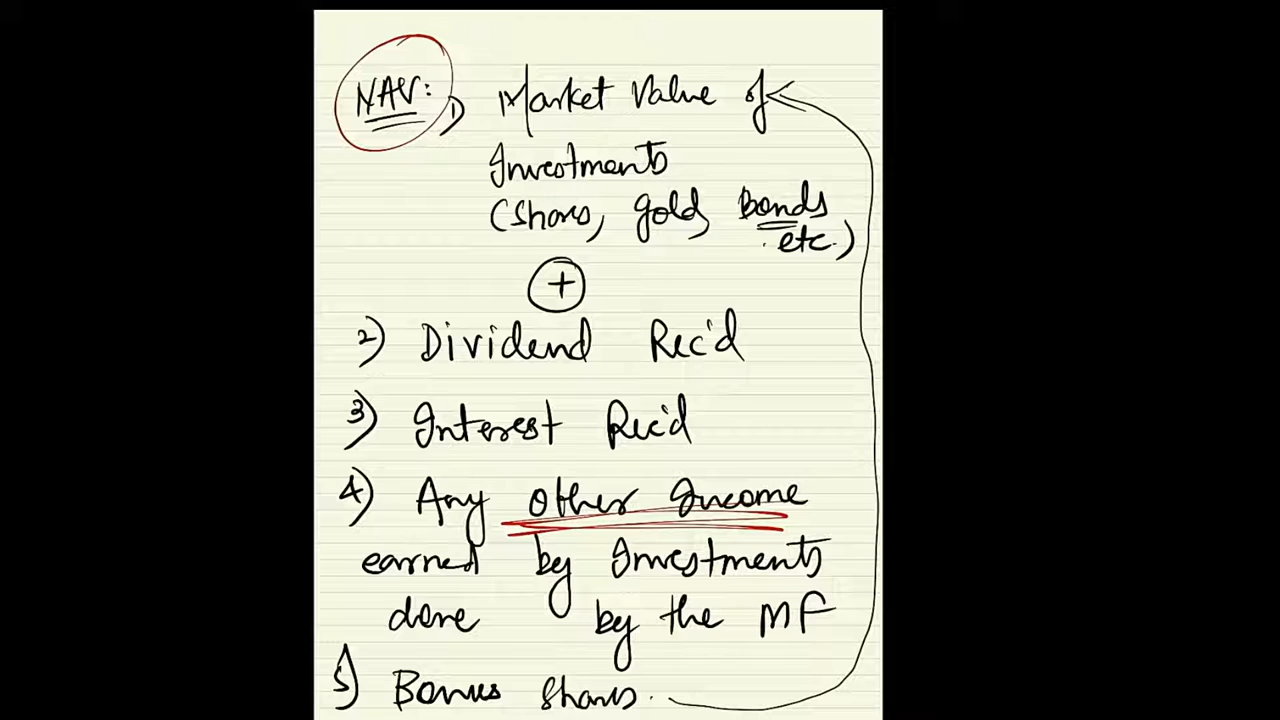 NAV: 1) Market Value of
Investments
(Shares, gold, bonds
etc.)
+
2) Dividend Rec'd
3) Interest Rec'd
4) Any other Income
earned by Investments
done by the MF
5) Bonus Shares.